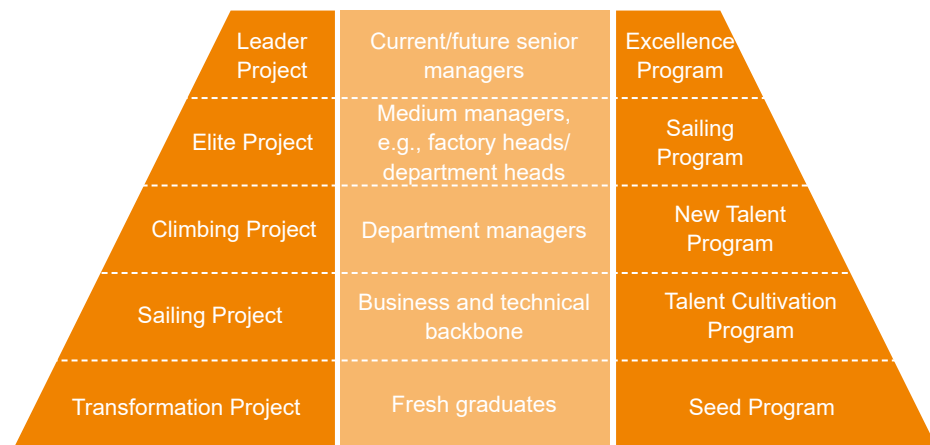 Leader
Project
Current/future senior
managers
Excellence
Program
Elite Project
Medium managers,
e.g., factory heads/
department heads
Sailing
Program
Climbing Project
Department managers
New Talent
Program
Sailing Project
Business and technical
backbone
Talent Cultivation
Program
Transformation Project
Fresh graduates
Seed Program